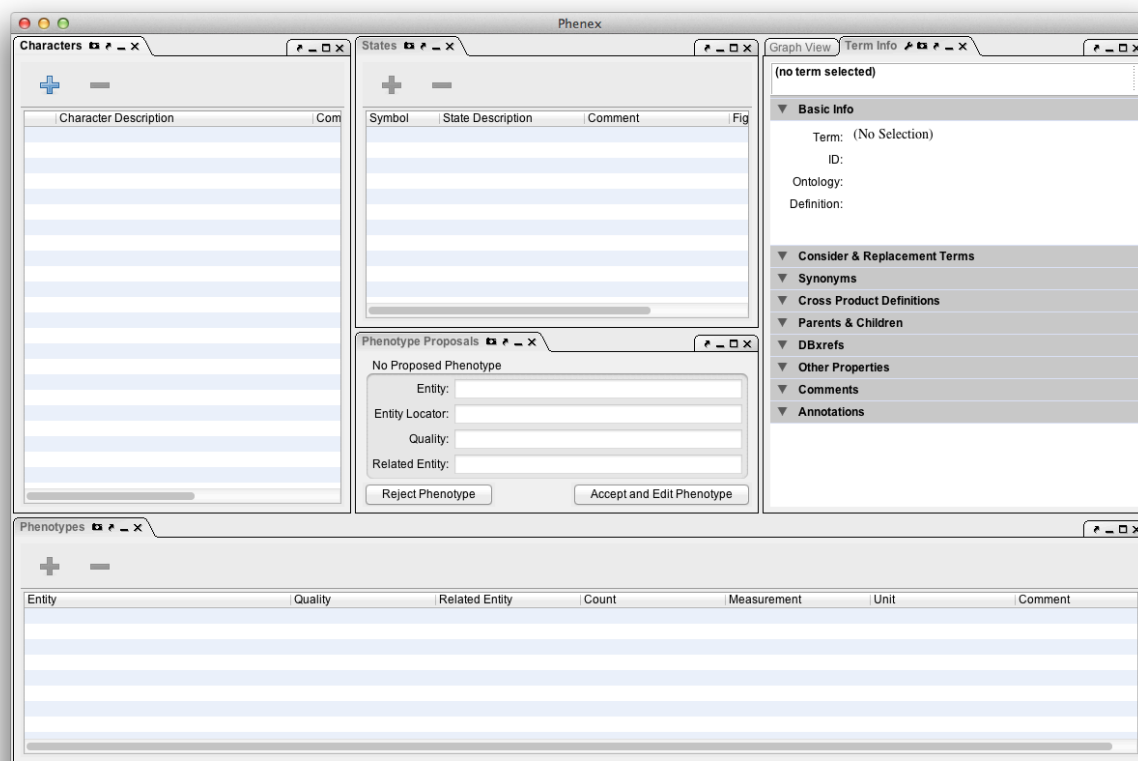 Phenex
Characters
Character Description Com
States
Symbol State Description Comment Fig
Phenotype Proposals
No Proposed Phenotype
Entity:
Entity Locator:
Quality:
Related Entity:
Reject Phenotype Accept and Edit Phenotype
Graph View Term Info
(no term selected)
Basic Info
Term: (No Selection)
ID:
Ontology:
Definition:
Consider & Replacement Terms
Synonyms
Cross Product Definitions
Parents & Children
DBxrefs
Other Properties
Comments
Annotations
Phenotypes
Entity Quality Related Entity Count Measurement Unit Comment